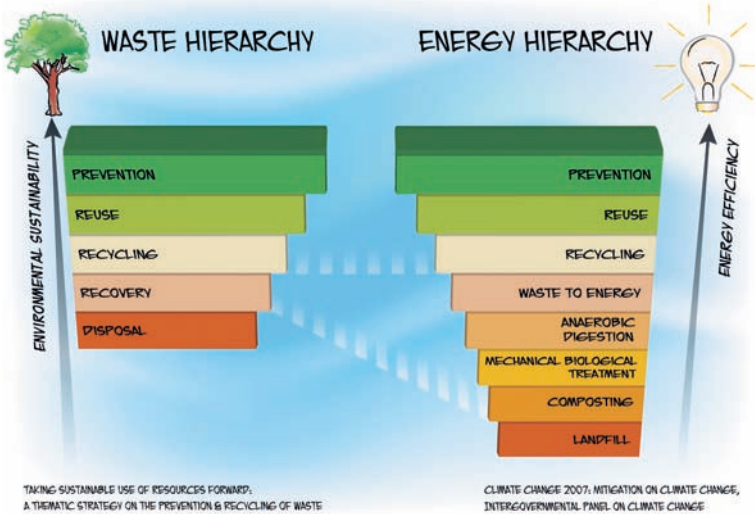 WASTE HIERARCHY
ENERGY HIERARCHY
ENVIRONMENTAL SUSTAINABILITY
PREVENTION
REUSE
RECYCLING
RECOVERY
DISPOSAL
PREVENTION
REUSE
RECYCLING
WASTE TO ENERGY
ANAEROBIC
DIGESTION
MECHANICAL BIOLOGICAL
TREATMENT
COMPOSTING
LANDFILL
ENERGY EFFICIENCY
TAKING SUSTAINABLE USE OF RESOURCES FORWARD:
A THEMATIC STRATEGY ON THE PREVENTION & RECYCLING OF WASTE
CLIMATE CHANGE 2007: MITIGATION ON CLIMATE CHANGE,
INTERGOVERNMENTAL PANEL ON CLIMATE CHANGE